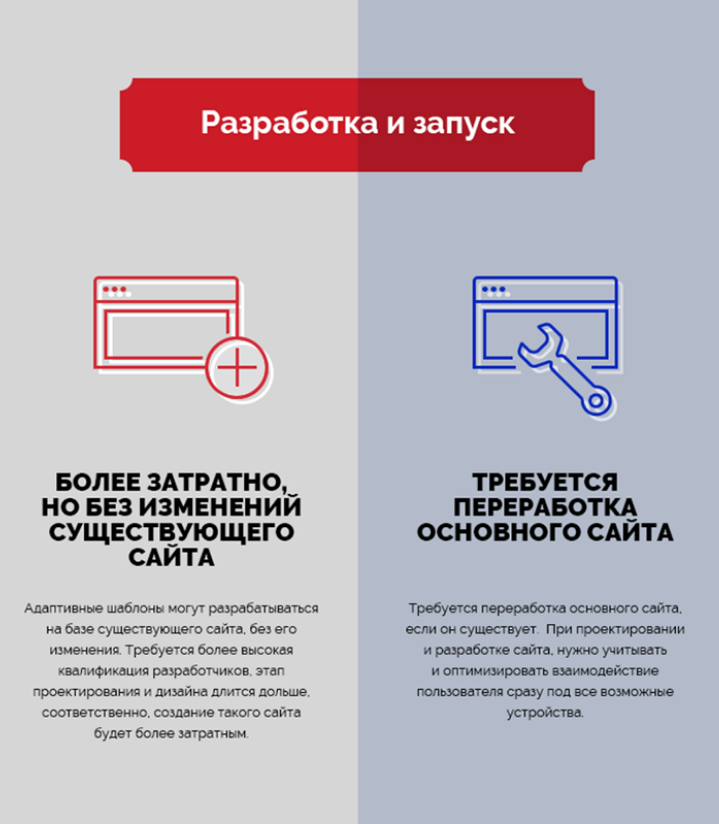 Разработка и запуск
БОЛЕЕ ЗАТРАТНО,
НО БЕЗ ИЗМЕНЕНИЙ
СУЩЕСТВУЮЩЕГО
САЙТА
Адаптивные шаблоны могут разрабатываться
на базе существующего сайта, без его
изменения. Требуется более высокая
квалификация разработчиков, этап
проектирования и дизайна длится дольше,
соответственно, создание такого сайта
будет более затратным.
ТРЕБУЕТСЯ
ПЕРЕРАБОТКА
ОСНОВНОГО САЙТА
Требуется переработка основного сайта,
если он существует. При проектировании
и разработке сайта, нужно учитывать
и оптимизировать взаимодействие
пользователя сразу под все возможные
устройства.